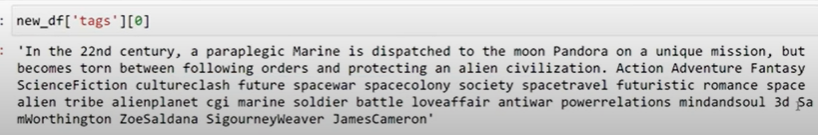 : new_df['tags'][0]
: 'In the 22nd century, a paraplegic Marine is dispatched to the moon Pandora on a unique mission, but
becomes torn between following orders and protecting an alien civilization. Action Adventure Fantasy
ScienceFiction cultureclash future spacewar spacecolony society spacetravel futuristic romance space
alien tribe alienplanet cgi marine soldier battle loveaffair antiwar powerrelations mindandsoul 3d Sa
mWorthington ZoeSaldana SigourneyWeaver JamesCameron'